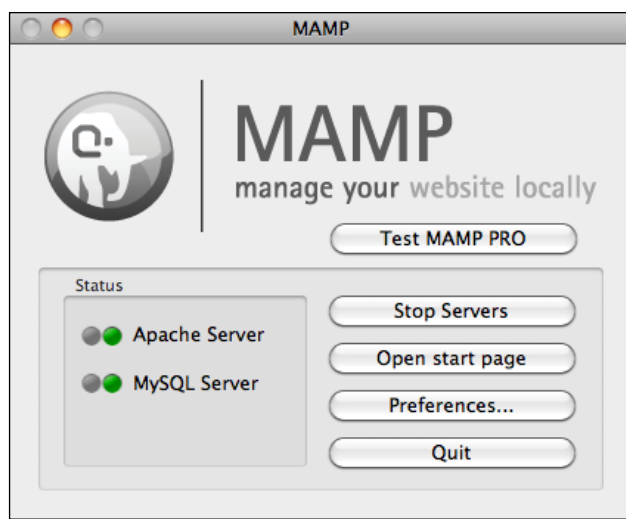 MAMP
MAMP
manage your website locally
Test MAMP PRO
Status
Apache Server
MySQL Server
Stop Servers
Open start page
Preferences...
Quit